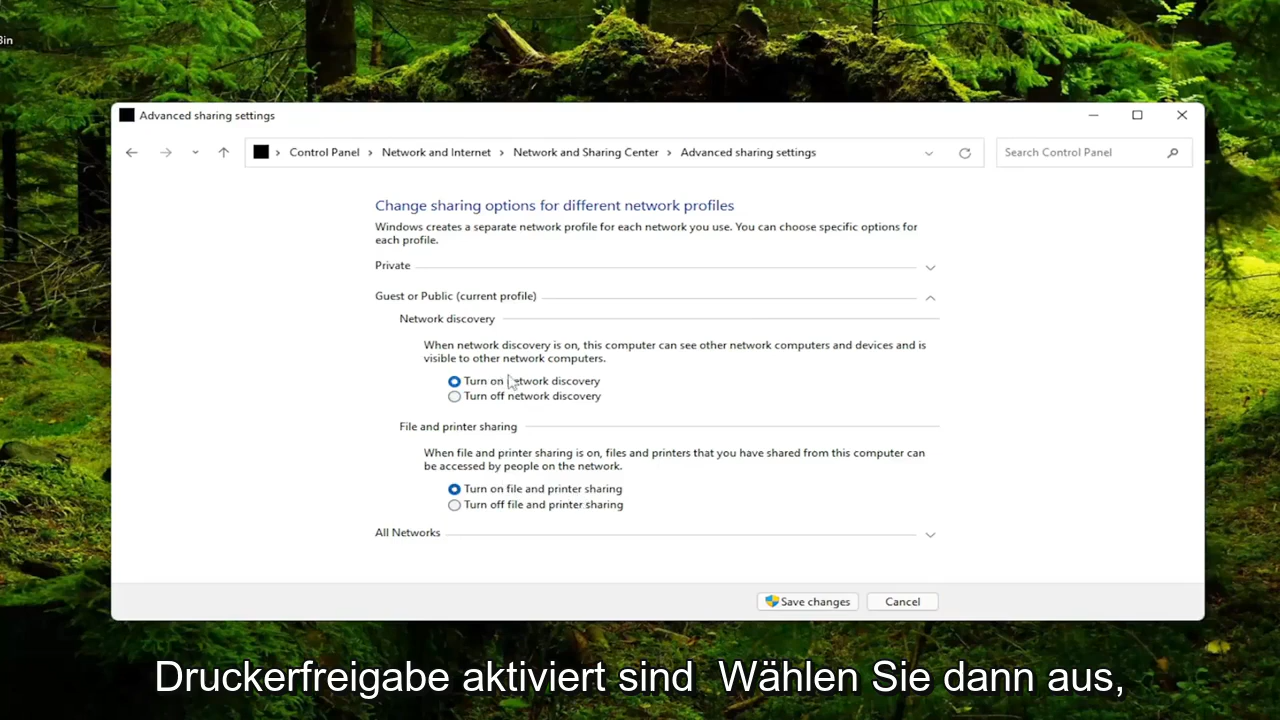 Bin
Advanced sharing settings
Control Panel > Network and Internet > Network and Sharing Center > Advanced sharing settings
Search Control Panel
Change sharing options for different network profiles
Windows creates a separate network profile for each network you use. You can choose specific options for
each profile.
Private
Guest or Public (current profile)
Network discovery
When network discovery is on, this computer can see other network computers and devices and is
visible to other network computers.
Turn on network discovery
Turn off network discovery
File and printer sharing
When file and printer sharing is on, files and printers that you have shared from this computer can
be accessed by people on the network.
Turn on file and printer sharing
Turn off file and printer sharing
All Networks
Save changes
Cancel
Druckerfreigabe aktiviert sind Wählen Sie dann aus,